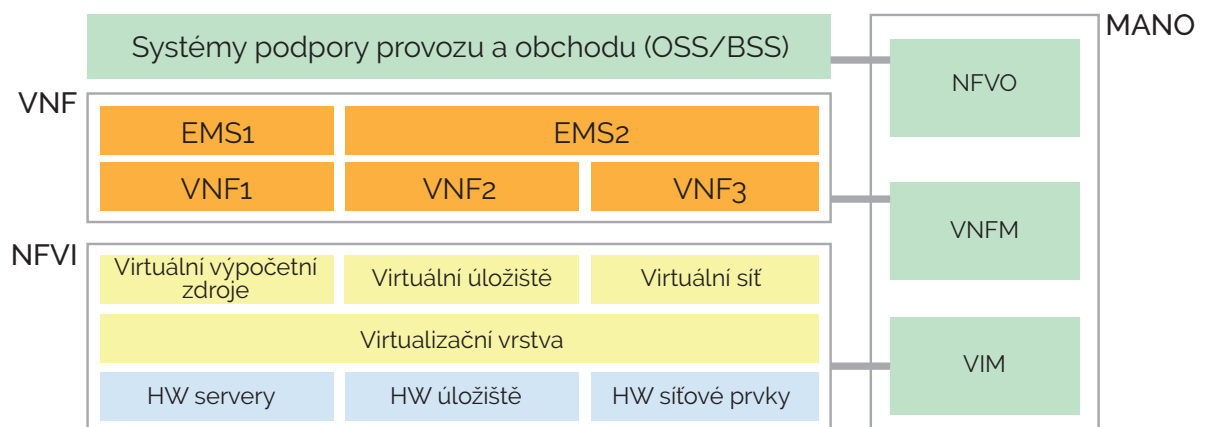 Systémy podpory provozu a obchodu (OSS/BSS)
MANO
NFVO
VNF
EMS1
EMS2
VNF1
VNF2
VNF3
VNFM
NFVI
Virtuální výpočetní
zdroje
Virtuální úložiště
Virtuální síť
Virtualizační vrstva
VIM
HW servery
HW úložiště
HW síťové prvky